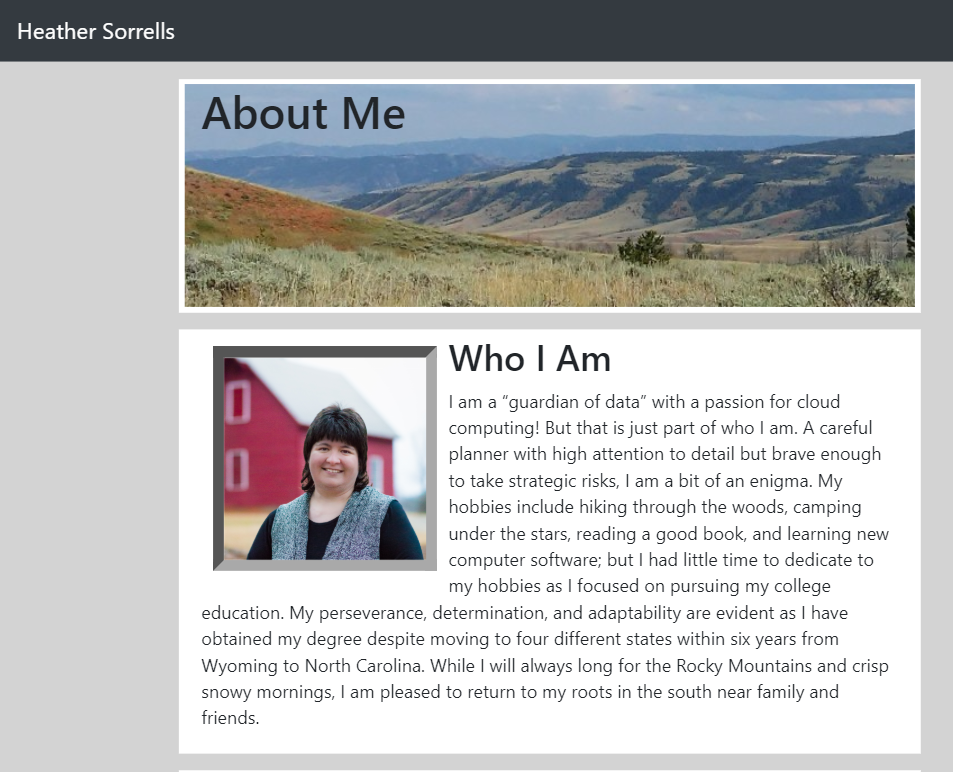 Heather Sorrells
About Me
Who I Am
I am a “guardian of data” with a passion for cloud
computing! But that is just part of who I am. A careful
planner with high attention to detail but brave enough
to take strategic risks, I am a bit of an enigma. My
hobbies include hiking through the woods, camping
under the stars, reading a good book, and learning new
computer software; but I had little time to dedicate to
my hobbies as I focused on pursuing my college
education. My perseverance, determination, and adaptability are evident as I have
obtained my degree despite moving to four different states within six years from
Wyoming to North Carolina. While I will always long for the Rocky Mountains and crisp
snowy mornings, I am pleased to return to my roots in the south near family and
friends.